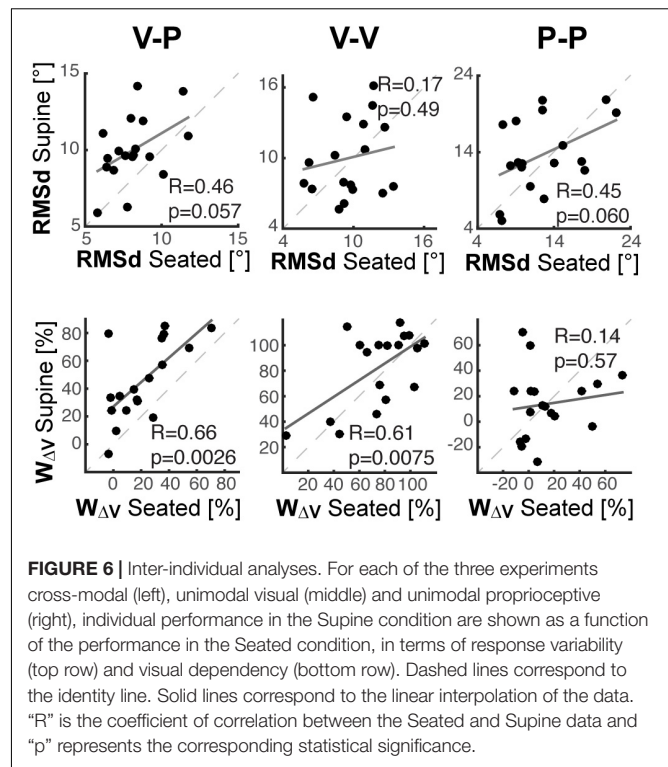 V-P V-V P-P
RMSd Supine [°]
15
10
5
5 10 15
R=0.46
p=0.057
RMSd Seated [°]
16
10
4
4 10 16
R=0.17
p=0.49
RMSd Seated [°]
24
14
4
4 14 24
R=0.45
p=0.060
RMSd Seated [°]
WΔV Supine [%]
80
60
40
20
0
0 20 40 60 80
R=0.66
p=0.0026
WΔV Seated [%]
100
80
60
40
20
20 40 60 80 100
R=0.61
p=0.0075
WΔV Seated [%]
60
40
20
0
-20
-20 0 20 40 60
R=0.14
p=0.57
WΔV Seated [%]
FIGURE 6 | Inter-individual analyses. For each of the three experiments
cross-modal (left), unimodal visual (middle) and unimodal proprioceptive
(right), individual performance in the Supine condition are shown as a function
of the performance in the Seated condition, in terms of response variability
(top row) and visual dependency (bottom row). Dashed lines correspond to
the identity line. Solid lines correspond to the linear interpolation of the data.
“R” is the coefficient of correlation between the Seated and Supine data and
“p” represents the corresponding statistical significance.